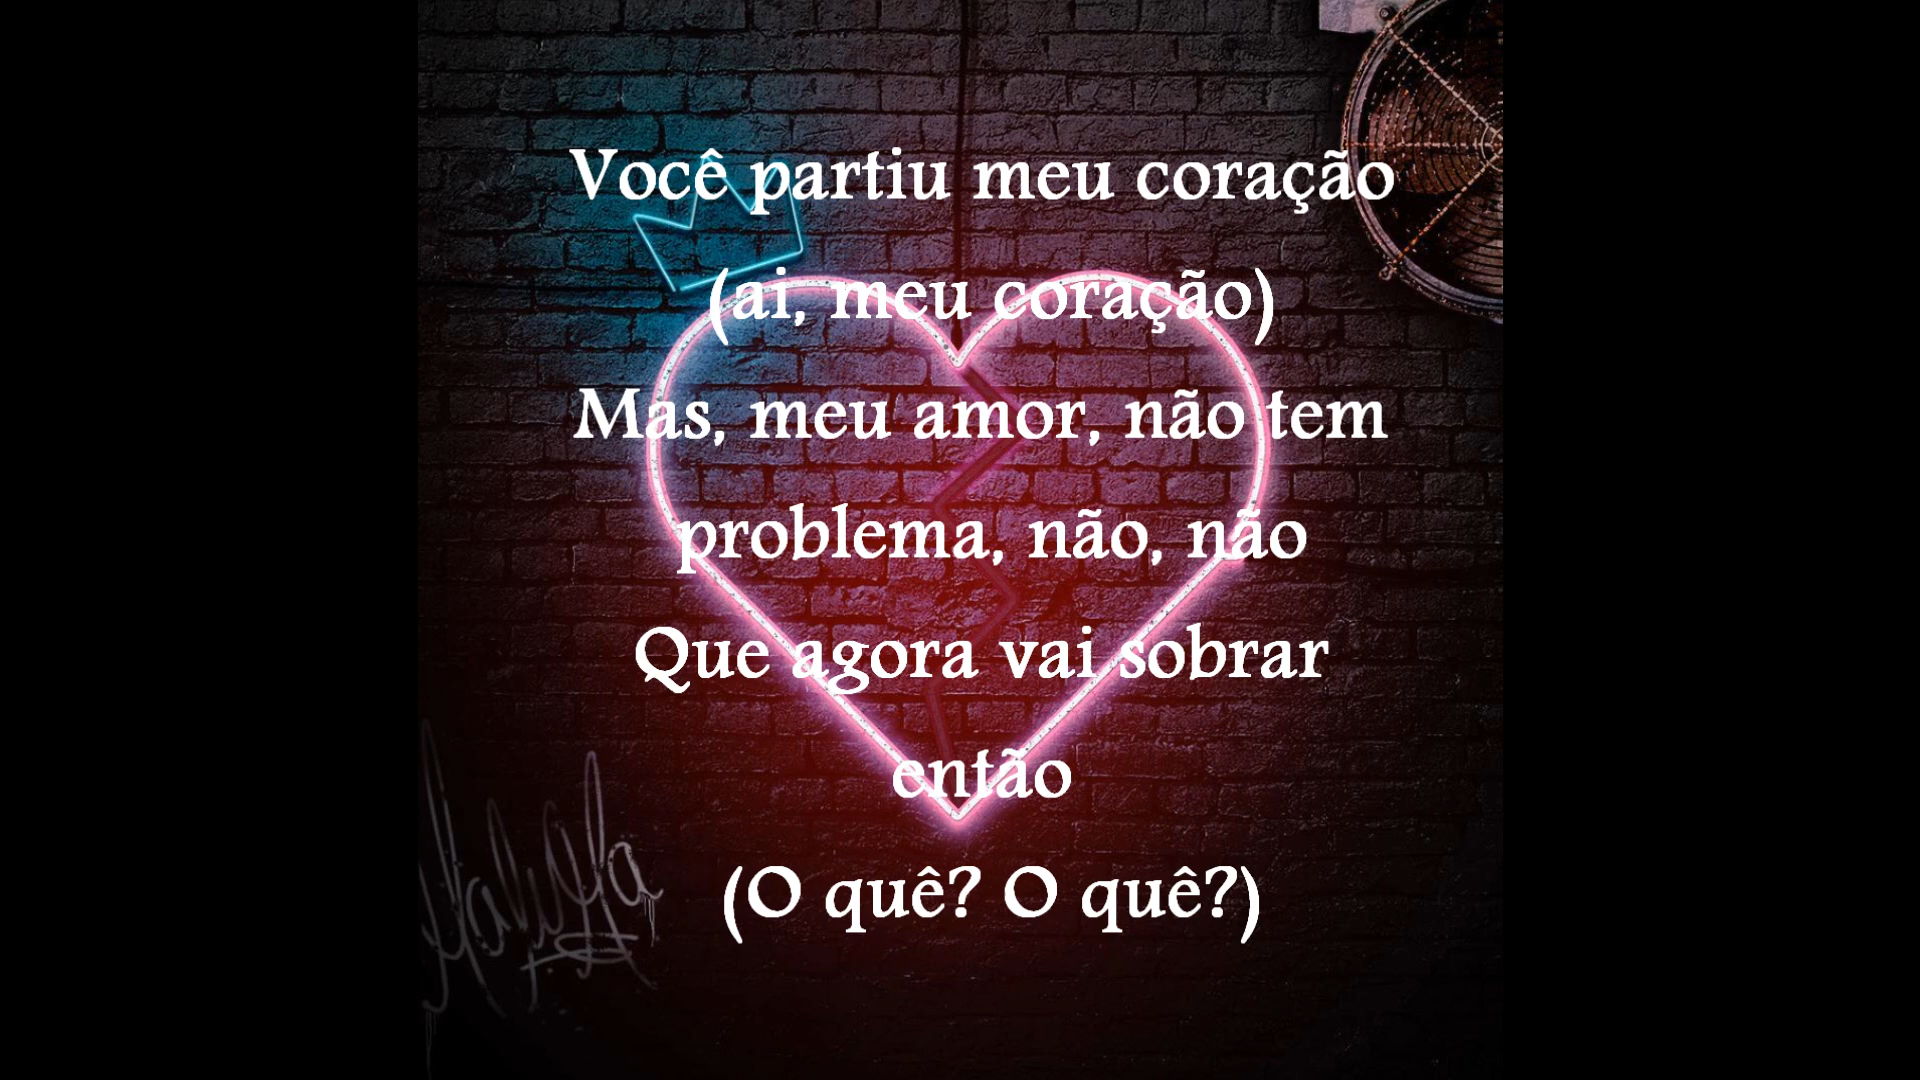 Você partiu meu coração
(ai, meu coração)
Mas, meu amor, não tem
problema, não, não
Que agora vai sobrar
então
(O quê? O quê?)